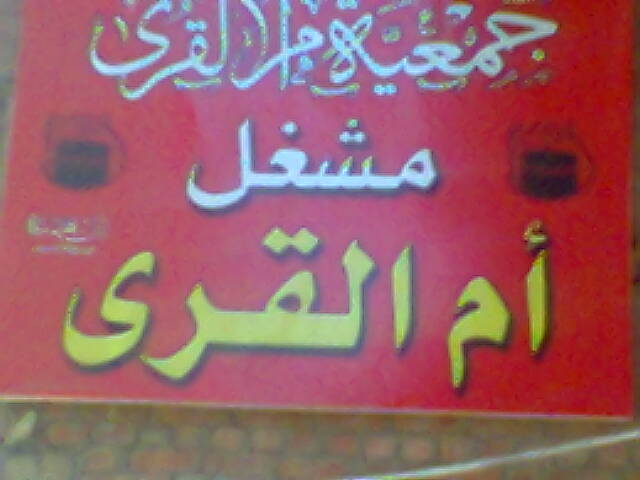 جمعية أم القرى
مشغل
أم القرى